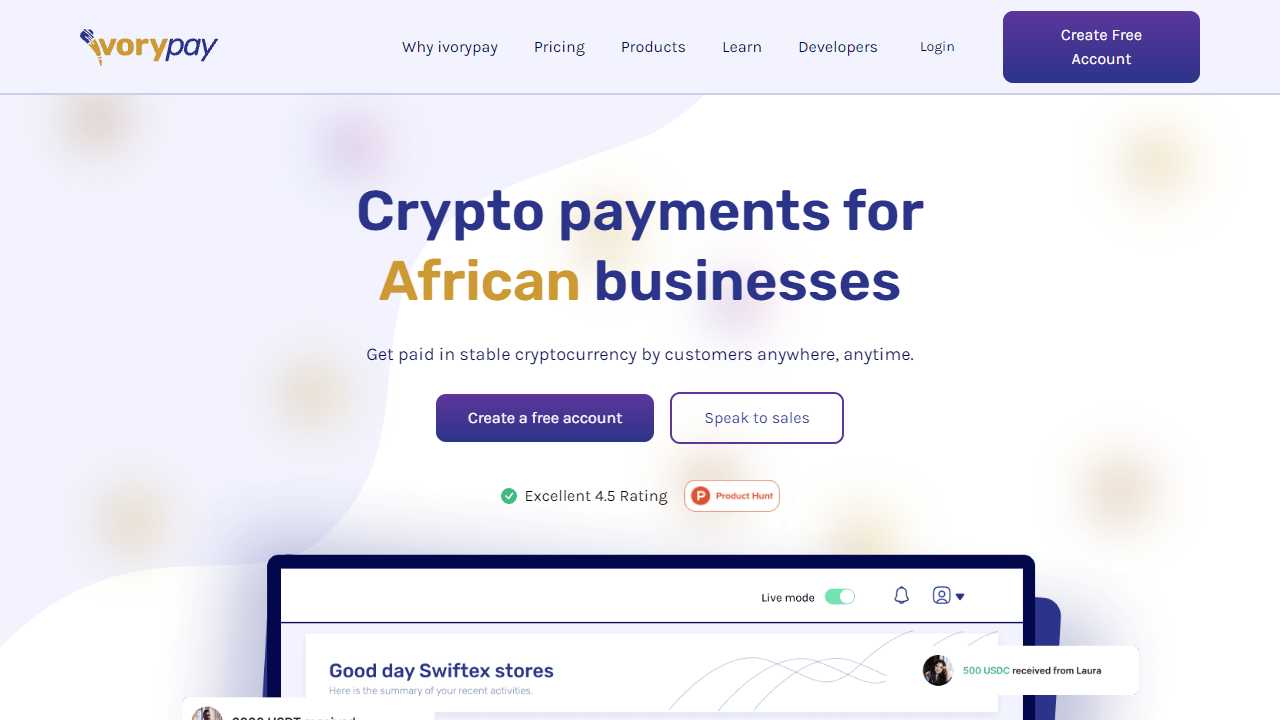 ivorypay
Why ivorypay
Pricing
Products
Learn
Developers
Login
Create Free
Account
Crypto payments for
African businesses
Get paid in stable cryptocurrency by customers anywhere, anytime.
Create a free account
Speak to sales
Excellent 4.5 Rating
P Product Hunt
Live mode
Good day Swiftex stores
Here is the summary of your recent activities.
500 USDC received from Laura